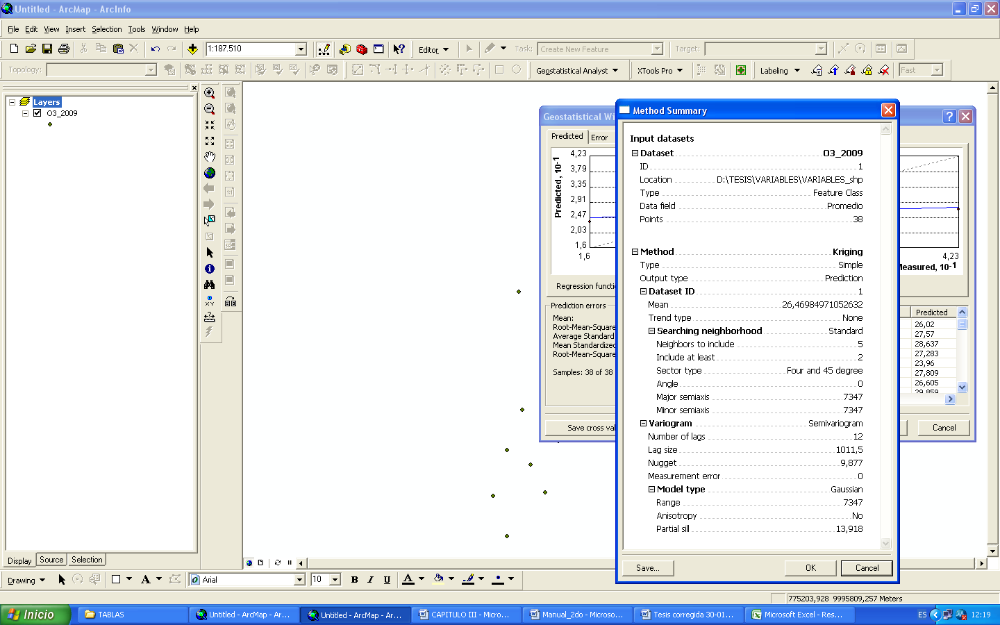 Untitled - ArcMap - ArcInfo
File Edit View Insert Selection Tools Window Help
1:187.510
Editor
Task: Create New Feature
Target:
Topology:
Geostatistical Analyst
XTools Pro
Labeling
Fast
Layers
O3_2009
Display Source Selection
Geostatistical Wi
Predicted Error
Predicted, 10-1
4,23
3,79
3,35
2,91
2,47
2,03
1,6
1,6
4,23
Measured, 10-1
Regression functi
Prediction errors
Mean:
Root-Mean-Square
Average Standard
Mean Standardized
Root-Mean-Square
Samples: 38 of 38
Predicted
26,02
27,57
28,637
27,283
23,96
27,809
26,605
29,859
Save cross val
Cancel
Method Summary
Input datasets
Dataset O3_2009
ID 1
Location D:\TESIS\VARIABLES\VARIABLES_shp
Type Feature Class
Data field Promedio
Points 38
Method Kriging
Type Simple
Output type Prediction
Dataset ID 1
Mean 26,46984971052632
Trend type None
Searching neighborhood Standard
Neighbors to include 5
Include at least 2
Sector type Four and 45 degree
Angle 0
Major semiaxis 7347
Minor semiaxis 7347
Variogram Semivariogram
Number of lags 12
Lag size 1011,5
Nugget 9,877
Measurement error 0
Model type Gaussian
Range 7347
Anisotropy No
Partial sill 13,918
Save... OK Cancel
Drawing
Arial
10
B I U A
775203,928 9995809,257 Meters
Inicio
TABLAS
Untitled - ArcMap - Ar...
Untitled - ArcMap - Ar...
CAPITULO III - Micro...
Manual_2do - Microso...
Tesis corregida 30-01...
Microsoft Excel - Res...
ES
12:19